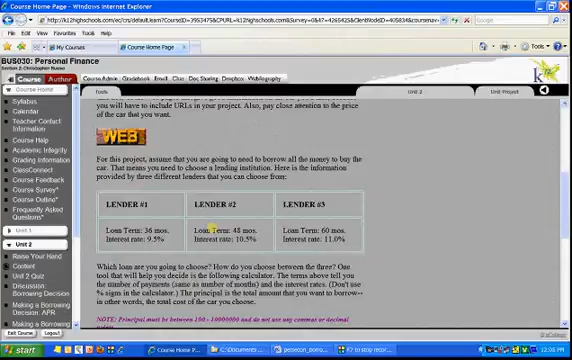 Course Home Page - Windows Internet Explorer
File Edit View Favorites Tools Help
My Courses
Course Home Page
Tools
BUS030: Personal Finance
Course
Author
Course Admin Gradebook Email Chat Doc Sharing Dropbox Webliography
Tools
Unit 2
Unit Project
Course Home
Syllabus
Calendar
Teacher Contact
Information
Course Help
Academic Integrity
Grading Information
ClassConnect
Course Survey
Course Outline
Frequently Asked
Questions
Unit 1
Unit 2
Raise Your Hand
Content
Unit 2 Quiz
Discussion:
Borrowing Decision
Making a Borrowing
Decision: APR
Making a Borrowing
Exit Course
Logout
you will have to include URLs in your project. Also, pay close attention to the price
of the car that you want.
WEB
For this project, assume that you are going to need to borrow all the money to buy the
car. That means you need to choose a lending institution. Here is the information
provided by three different lenders that you can choose from:
LENDER #1 LENDER #2 LENDER #3
Loan Term: 36 mos. Loan Term: 48 mos. Loan Term: 60 mos.
Interest rate: 9.5% Interest rate: 10.5% Interest rate: 11.0%
Which loan are you going to choose? How do you choose between the three? One
tool that will help you decide is the following calculator. The terms above tell you
the number of payments (same as number of months) and the interest rates. (Don't use
% signs in the calculator.) The principal is the total amount that you want to borrow--
in other words, the total cost of the car you choose.
NOTE: Principal must be between 100 - 10000000 and do not use any commas or decimal
start
Course Home Page
C:\Documents
12:05 PM